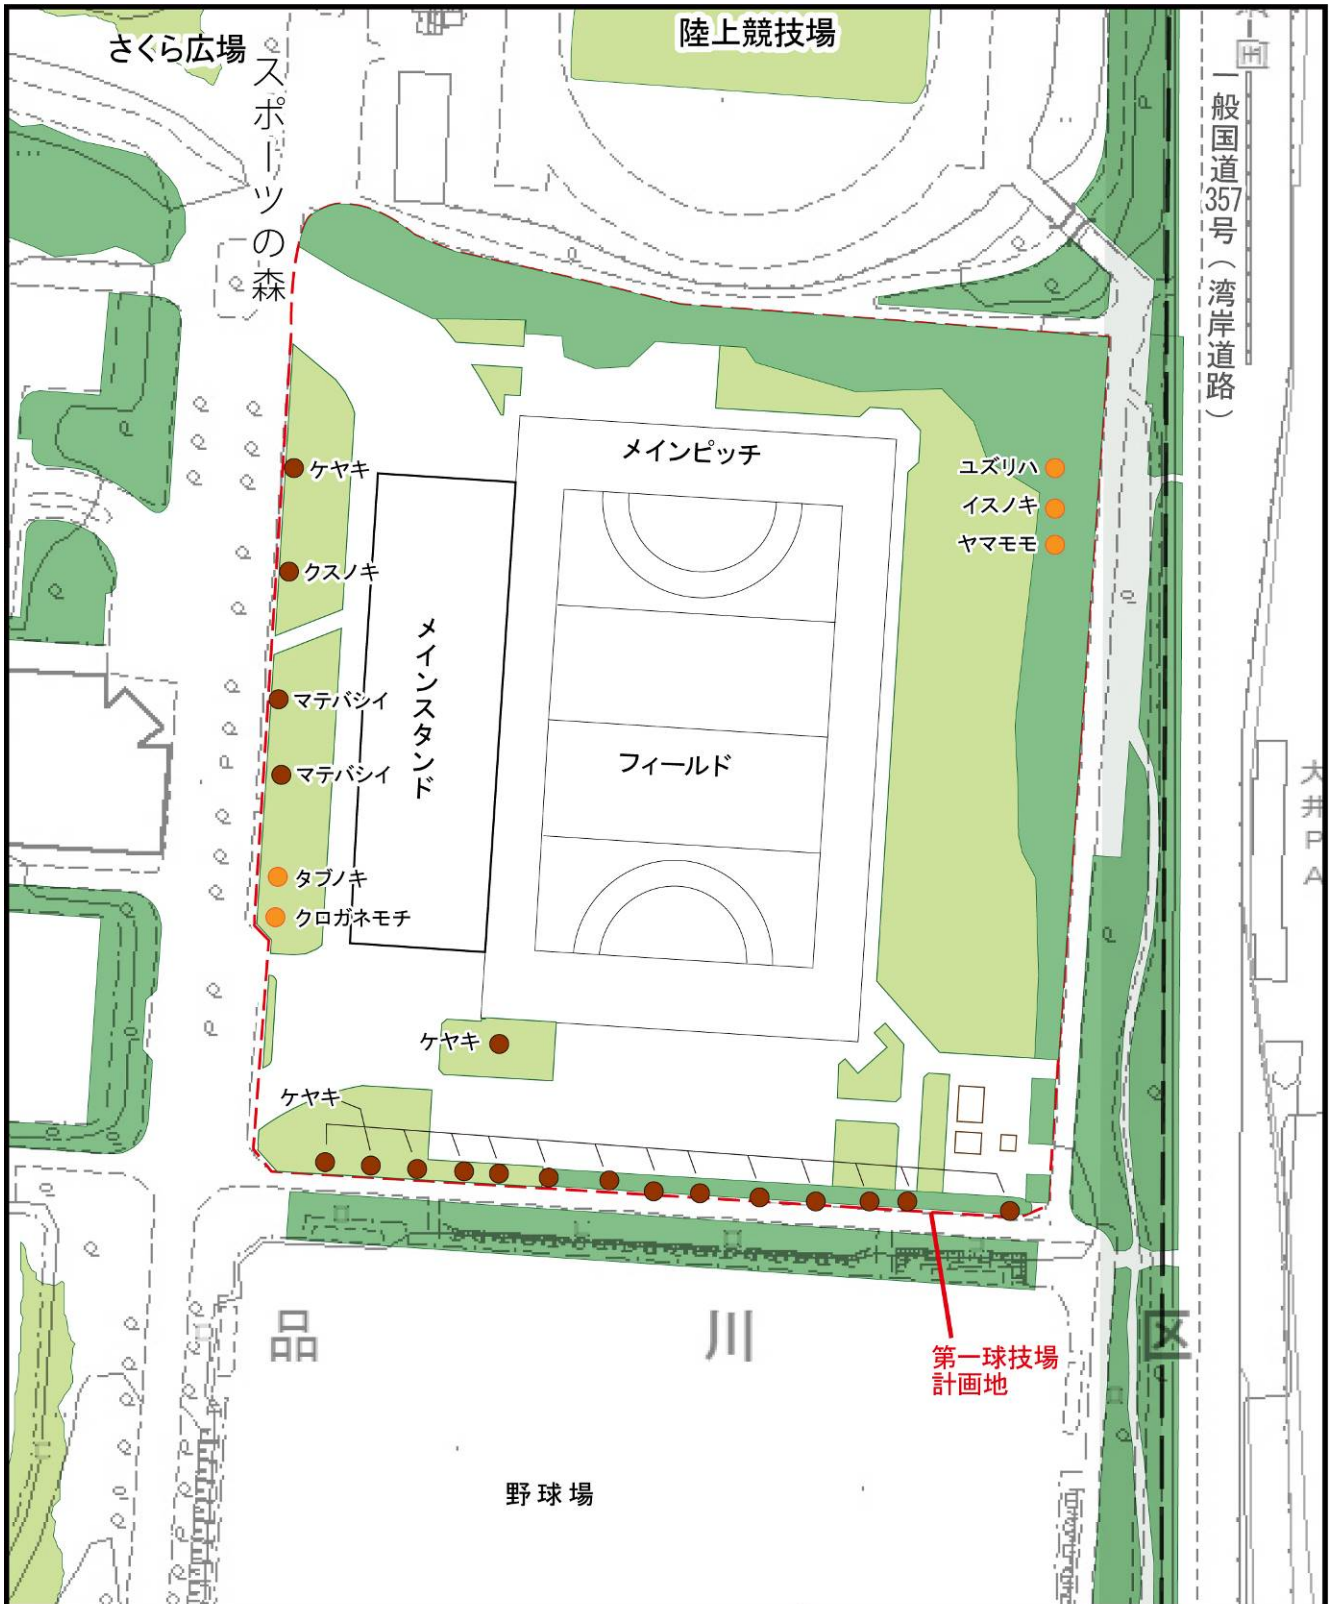 さくら広場
陸上競技場
スポーツの森
一般国道357号（湾岸道路）
メインピッチ
ユズリハ
ケヤキ
イスノキ
ヤマモモ
クスノキ
メインスタンド
マテバシイ
フィールド
マテバシイ
大井PA
タブノキ
クロガネモチ
ケヤキ
ケヤキ
品川区
第一球技場
計画地
野球場